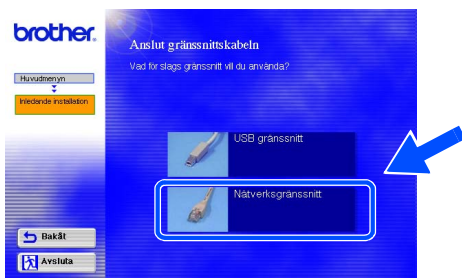 brother.
Huvudmenyn
Inledande installation
Anslut gränssnittskabeln
Vad för slags gränssnitt vill du använda?
USB gränssnitt
Nätverksgränssnitt
Bakåt
Avsluta